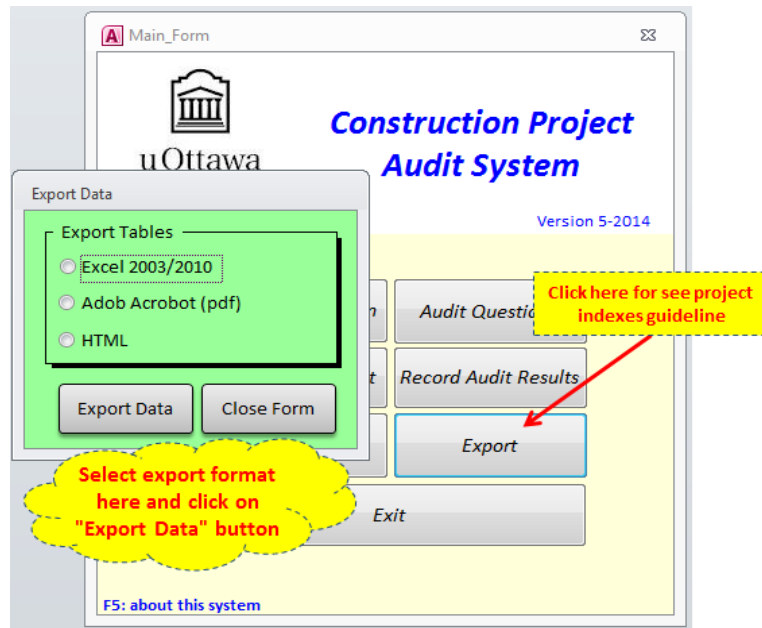 Main_Form
uOttawa
Construction Project
Audit System
Version 5-2014
Export Data
Export Tables
Excel 2003/2010
Adob Acrobot (pdf)
HTML
Export Data
Close Form
Click here for see project
indexes guideline
Audit
Record Audit Results
Export
Exit
Select export format
here and click on
"Export Data" button
F5: about this system